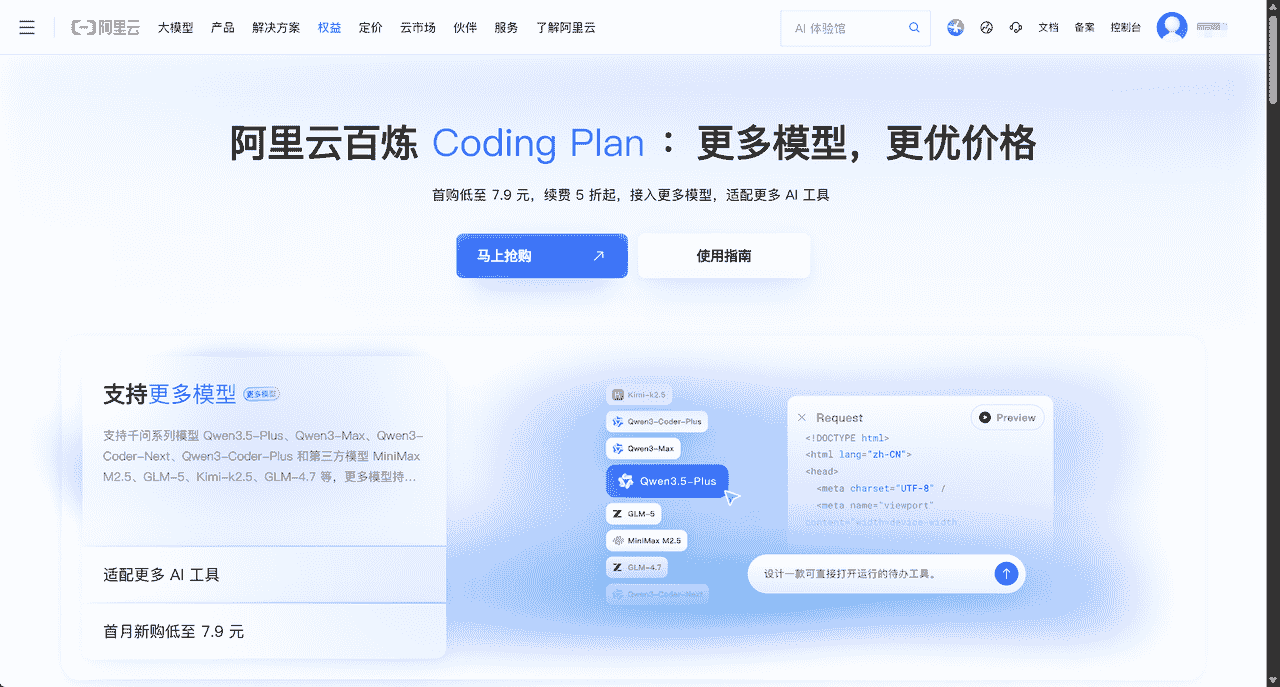 阿里云 大模型 产品 解决方案 权益 定价 云市场 伙伴 服务 了解阿里云 AI 体验馆 文档 备案 控制台
阿里云百炼 Coding Plan ：更多模型，更优价格
首购低至 7.9 元，续费 5 折起，接入更多模型，适配更多 AI 工具
马上抢购 使用指南
支持更多模型 更多模型
支持千问系列模型 Qwen3.5-Plus、Qwen3-Max、Qwen3-
Coder-Next、Qwen3-Coder-Plus 和第三方模型 MiniMax
M2.5、GLM-5、Kimi-k2.5、GLM-4.7 等，更多模型持...
适配更多 AI 工具
首月新购低至 7.9 元
Kimi-k2.5
Qwen3-Coder-Plus
Qwen3-Max
Qwen3.5-Plus
GLM-5
MiniMax M2.5
GLM-4.7
Qwen3-Coder-Next
Request Preview
<!DOCTYPE html>
<html lang="zh-CN">
<head>
<meta charset="UTF-8" /
<meta name="viewport"
content="width=device-width
设计一款可直接打开运行的待办工具。